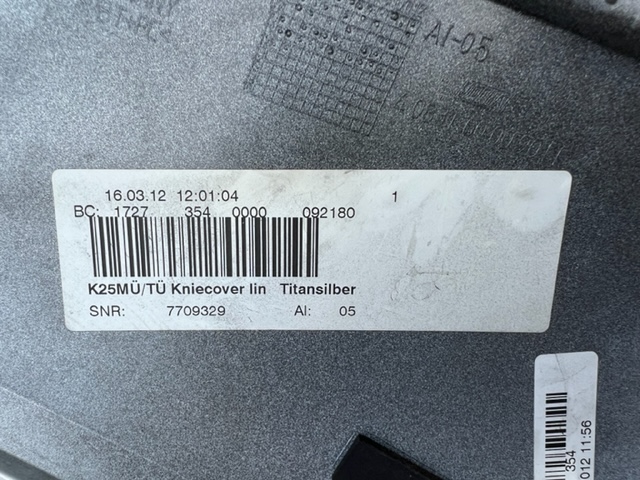 AI-05
16.03.12 12:01:04 1
BC: 1727 354 0000 092180
K25MÜ/TÜ Kniecover lin Titansilber
SNR: 7709329 AI: 05
354
012 11:56